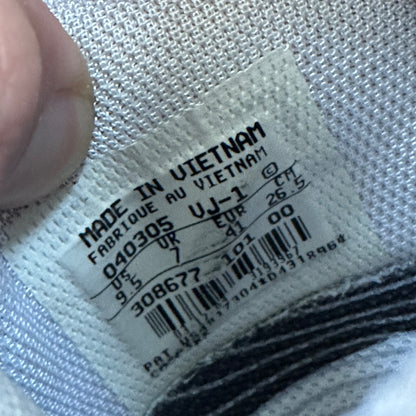 MADE IN VIETNAM
FABRIQUE AU VIETNAM
040305 VJ-1 ©
US UK EUR CM
9.5 7 41 26.5
308677 101 00
PAT.